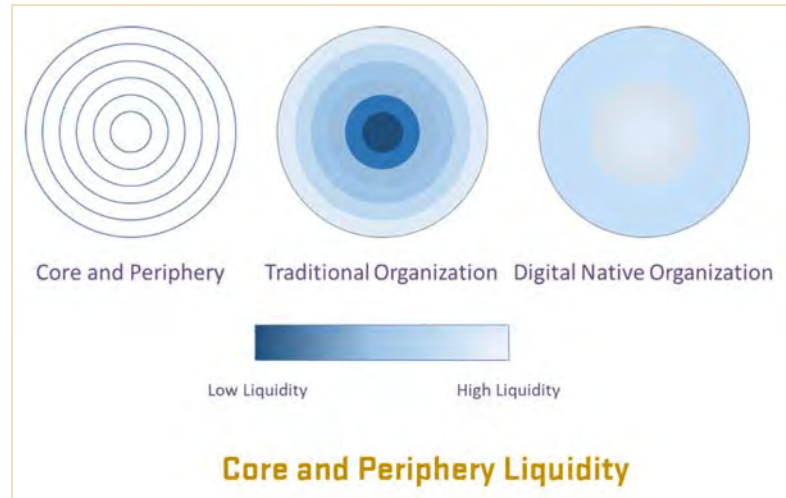 Core and Periphery
Traditional Organization
Digital Native Organization
Low Liquidity
High Liquidity
Core and Periphery Liquidity